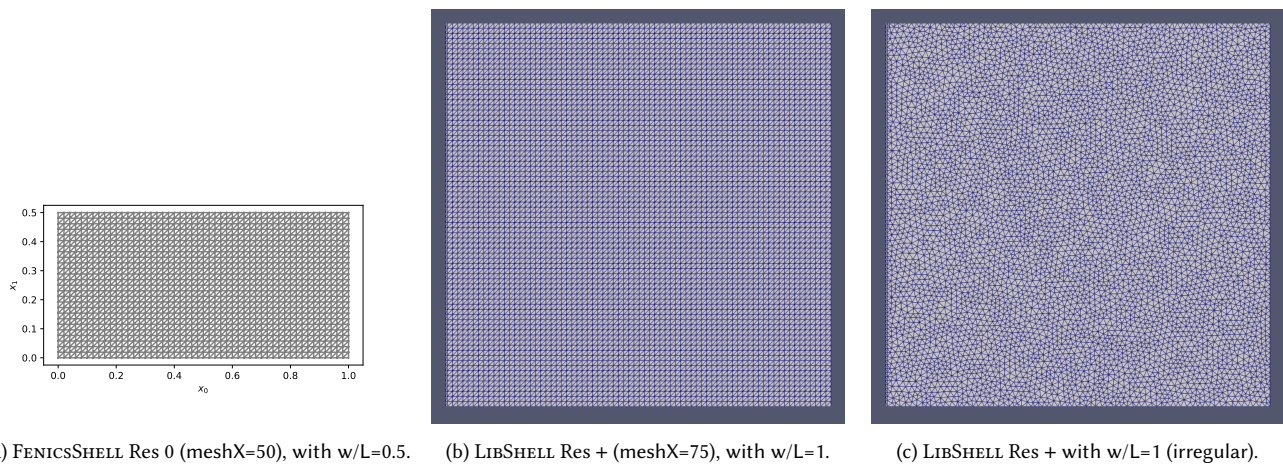 0.5
0.4
0.3
0.2
0.1
0.0
x1
0.0 0.2 0.4 0.6 0.8 1.0
x0
) FenicsShell Res 0 (meshX=50), with w/L=0.5.
(b) LibShell Res + (meshX=75), with w/L=1.
(c) LibShell Res + with w/L=1 (irregular).